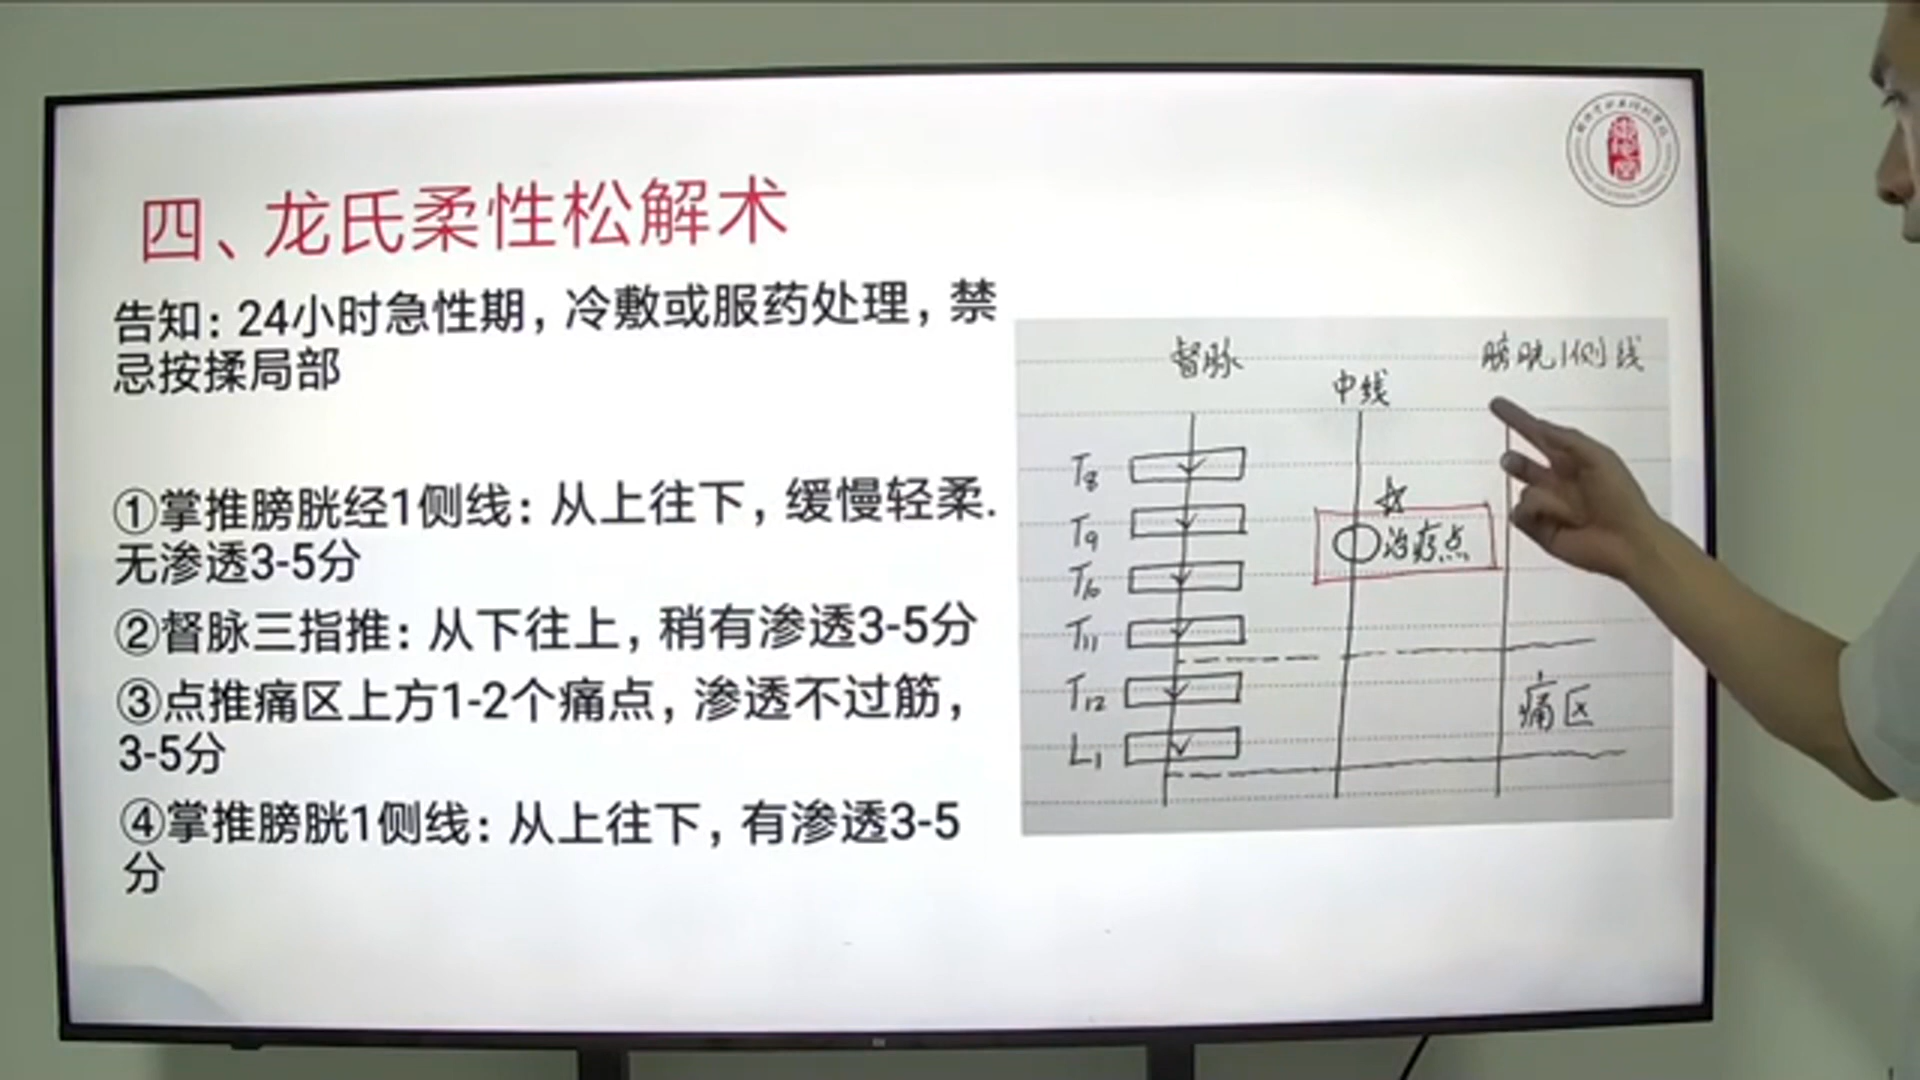 四、龙氏柔性松解术
告知：24小时急性期，冷敷或服药处理，禁
忌按揉局部
①掌推膀胱经1侧线：从上往下，缓慢轻柔.
无渗透3-5分
②督脉三指推：从下往上，稍有渗透3-5分
③点推痛区上方1-2个痛点，渗透不过筋，
3-5分
④掌推膀胱1侧线：从上往下，有渗透3-5
分
督脉
中线
膀胱1侧线
T8
T9
治疗点
T11
T12
痛区
L1